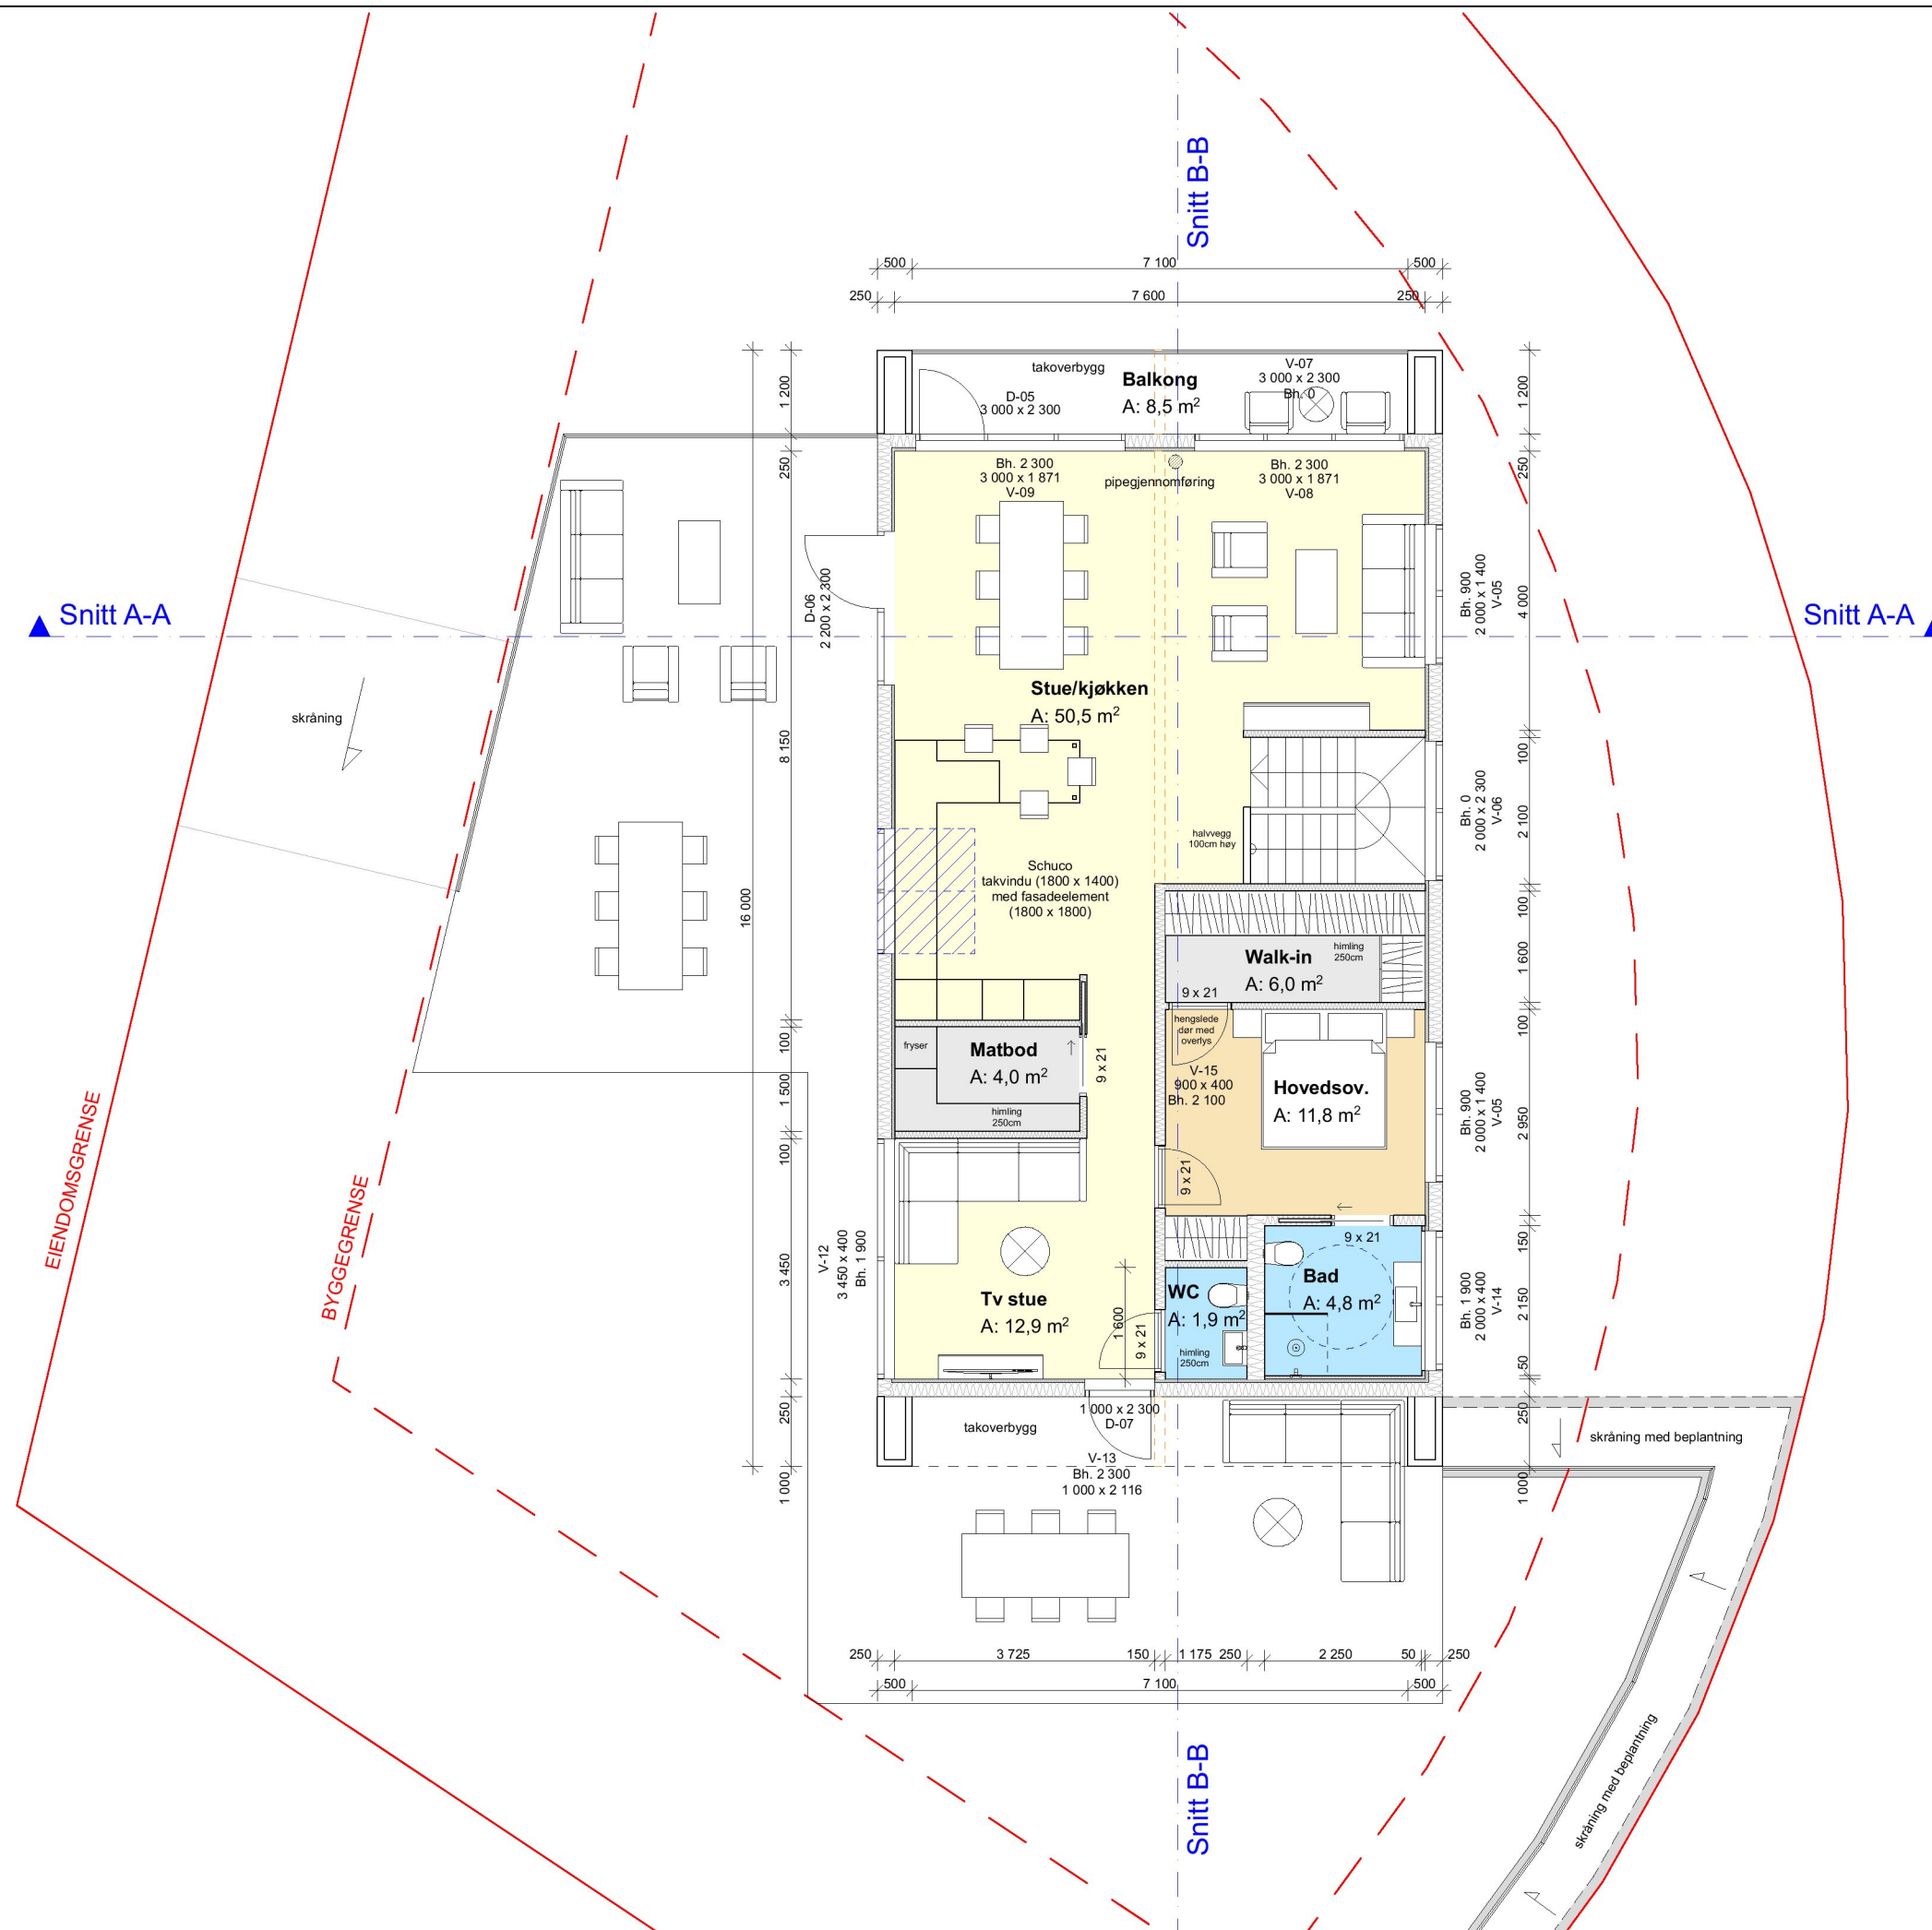 Snitt B-B
500
7 100
500
250
7 600
250
takoverbygg
Balkong
A: 8,5 m²
D-05
3 000 x 2 300
V-07
3 000 x 2 300
Bh. 0
1 200
1 200
250
250
Bh. 2 300
3 000 x 1 871
V-09
pipegjennomføring
Bh. 2 300
3 000 x 1 871
V-08
D-06
2 200 x 2 300
Bh. 900
2 000 x 1 400
V-05
4 000
Snitt A-A
Snitt A-A
Stue/kjøkken
A: 50,5 m²
skråning
8 150
100
Bh. 0
2 000 x 2 300
V-06
2 100
halvvegg
100cm høy
Schuco
takvindu (1800 x 1400)
med fasadeelement
(1800 x 1800)
16 000
100
Walk-in
A: 6,0 m²
himling
250cm
1 600
9 x 21
100
hengslede
dør med
overlys
100
fryser
Matbod
A: 4,0 m²
9 x 21
himling
250cm
1 500
V-15
900 x 400
Bh. 2 100
Hovedsov.
A: 11,8 m²
Bh. 900
2 000 x 1 400
V-05
2 950
100
9 x 21
EIENDOMSGRENSE
BYGGEGRENSE
V-12
3 450 x 400
Bh. 1 900
3 450
Tv stue
A: 12,9 m²
1 600
9 x 21
WC
A: 1,9 m²
himling
250cm
9 x 21
Bad
A: 4,8 m²
Bh. 1 900
2 000 x 400
V-14
150
2 150
50
250
250
takoverbygg
1 000 x 2 300
D-07
V-13
Bh. 2 300
1 000 x 2 116
1 000
1 000
skråning med beplantning
250
3 725
150
1 175
250
2 250
50
250
500
7 100
500
Snitt B-B
skråning med beplantning